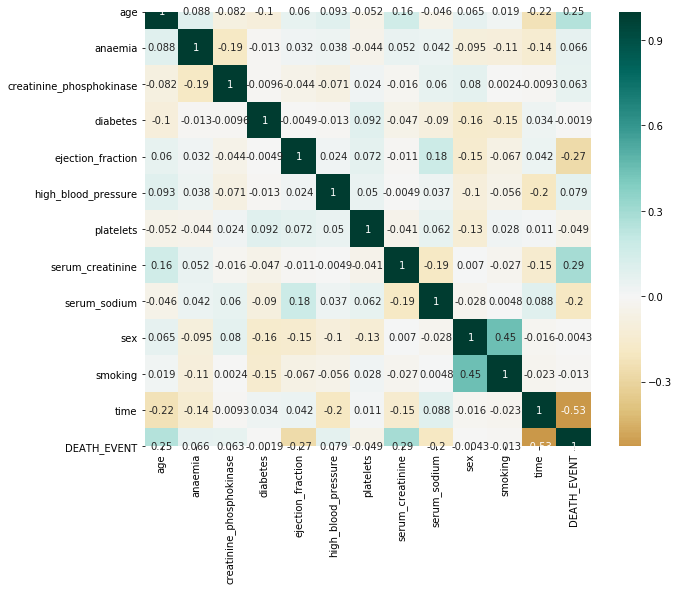 age 1 0.088 -0.082 -0.1 0.06 0.093 -0.052 0.16 -0.046 0.065 0.019 -0.22 0.25
anaemia 0.088 1 -0.19 -0.013 0.032 0.038 -0.044 0.052 0.042 -0.095 -0.11 -0.14 0.066
creatinine_phosphokinase -0.082 -0.19 1 -0.0096 -0.044 -0.071 0.024 -0.016 0.06 0.08 0.0024 -0.0093 0.063
diabetes -0.1 -0.013 -0.0096 1 -0.0049 -0.013 0.092 -0.047 -0.09 -0.16 -0.15 0.034 -0.0019
ejection_fraction 0.06 0.032 -0.044 -0.0049 1 0.024 0.072 -0.011 0.18 -0.15 -0.067 0.042 -0.27
high_blood_pressure 0.093 0.038 -0.071 -0.013 0.024 1 0.05 -0.0049 0.037 -0.1 -0.056 -0.2 0.079
platelets -0.052 -0.044 0.024 0.092 0.072 0.05 1 -0.041 0.062 -0.13 0.028 0.011 -0.049
serum_creatinine 0.16 0.052 -0.016 -0.047 -0.011 -0.0049 -0.041 1 -0.19 0.007 -0.027 -0.15 0.29
serum_sodium -0.046 0.042 0.06 -0.09 0.18 0.037 0.062 -0.19 1 -0.028 0.0048 0.088 -0.2
sex 0.065 -0.095 0.08 -0.16 -0.15 -0.1 -0.13 0.007 -0.028 1 0.45 -0.016 -0.0043
smoking 0.019 -0.11 0.0024 -0.15 -0.067 -0.056 0.028 -0.027 0.0048 0.45 1 -0.023 -0.013
time -0.22 -0.14 -0.0093 0.034 0.042 -0.2 0.011 -0.15 0.088 -0.016 -0.023 1 -0.53
DEATH_EVENT 0.25 0.066 0.063 -0.0019 -0.27 0.079 -0.049 0.29 -0.2 -0.0043 -0.013 -0.53 1
age
anaemia
creatinine_phosphokinase
diabetes
ejection_fraction
high_blood_pressure
platelets
serum_creatinine
serum_sodium
sex
smoking
time
DEATH_EVENT
0.9
0.6
0.3
0.0
−0.3